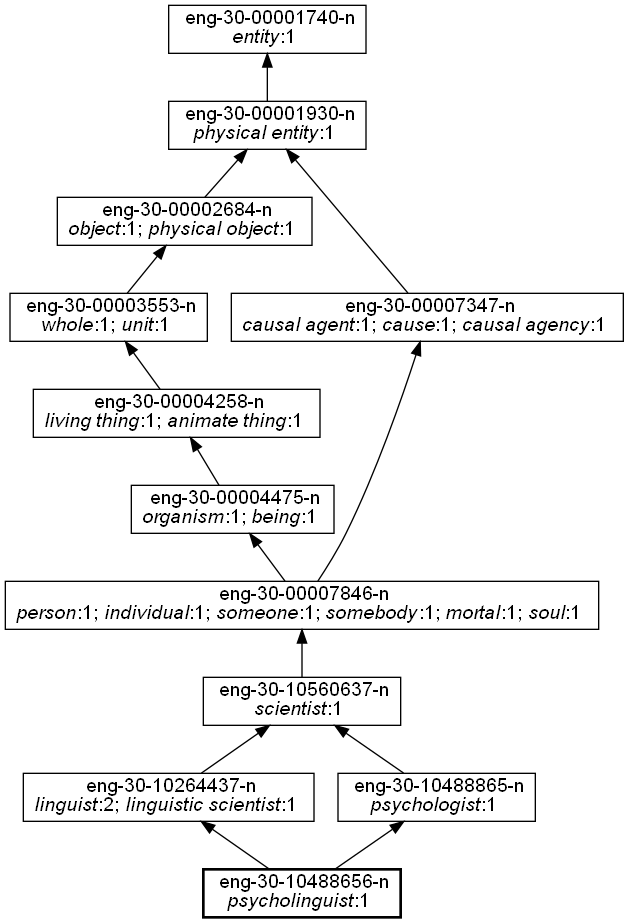 eng-30-00001740-n
entity:1
eng-30-00001930-n
physical entity:1
eng-30-00002684-n
object:1; physical object:1
eng-30-00003553-n
whole:1; unit:1
eng-30-00007347-n
causal agent:1; cause:1; causal agency:1
eng-30-00004258-n
living thing:1; animate thing:1
eng-30-00004475-n
organism:1; being:1
eng-30-00007846-n
person:1; individual:1; someone:1; somebody:1; mortal:1; soul:1
eng-30-10560637-n
scientist:1
eng-30-10264437-n
linguist:2; linguistic scientist:1
eng-30-10488865-n
psychologist:1
eng-30-10488656-n
psycholinguist:1